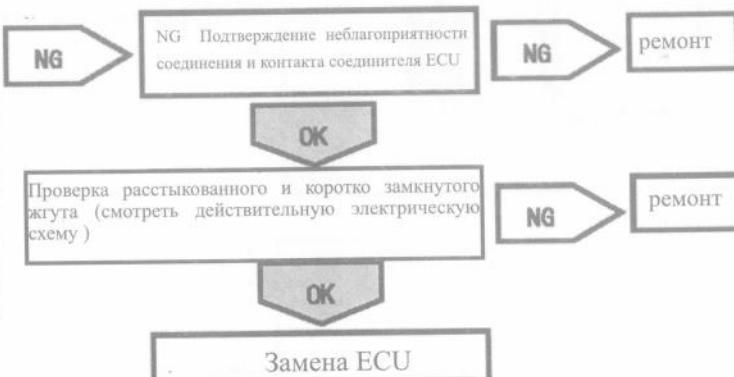 NG
NG Подтверждение неблагоприятности
соединения и контакта соединителя ECU
NG
ремонт
OK
Проверка расстыкованного и коротко замкнутого
жгута (смотреть действительную электрическую
схему )
NG
ремонт
OK
Замена ECU